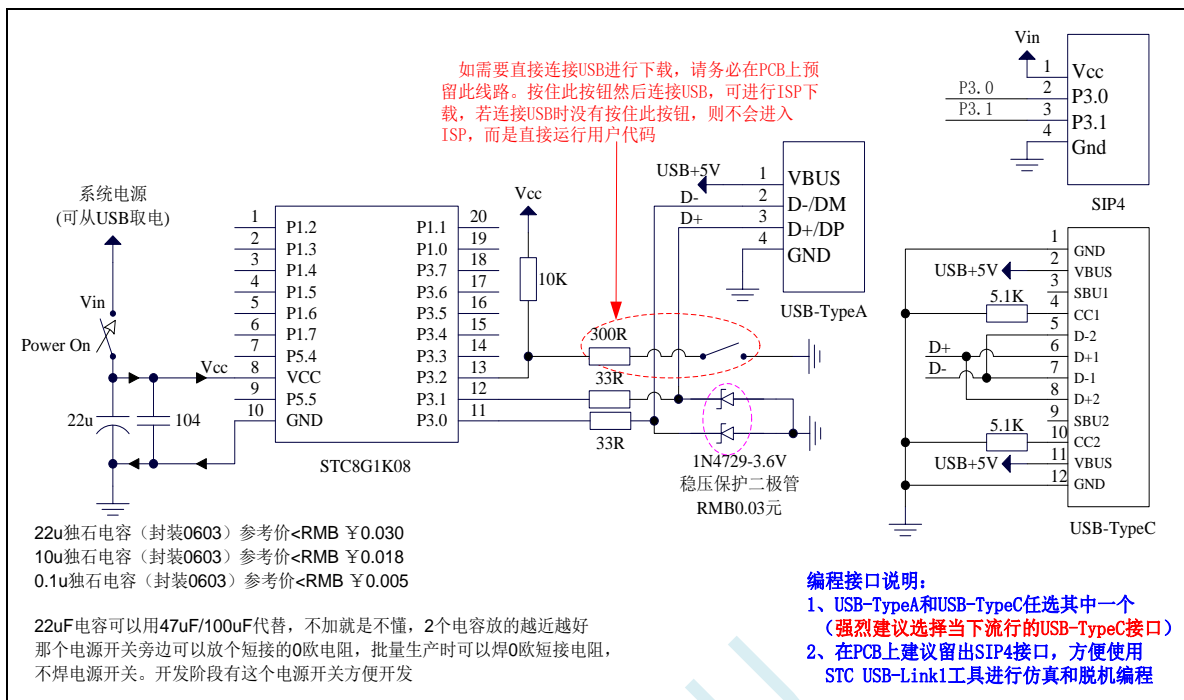 如需要直接连接USB进行下载，请务必在PCB上预
留此线路。按住此按钮然后连接USB，可进行ISP下
载，若连接USB时没有按住此按钮，则不会进入
ISP，而是直接运行用户代码
Vin
1 Vcc
P3.0 2 P3.0
P3.1 3 P3.1
4 Gnd
SIP4
USB+5V 1 VBUS
D- 2 D-/DM
D+ 3 D+/DP
4 GND
USB-TypeA
系统电源
(可从USB取电)
Vin
Power On
Vcc
22u
104
1 P1.2 P1.1 20
2 P1.3 P1.0 19
3 P1.4 P3.7 18
4 P1.5 P3.6 17
5 P1.6 P3.5 16
6 P1.7 P3.4 15
7 P5.4 P3.3 14
8 VCC P3.2 13
9 P5.5 P3.1 12
10 GND P3.0 11
STC8G1K08
Vcc
10K
300R
33R
33R
1N4729-3.6V
稳压保护二极管
RMB0.03元
1 GND
USB+5V 2 VBUS
3 SBU1
5.1K 4 CC1
5 D-2
D+ 6 D+1
D- 7 D-1
8 D+2
9 SBU2
5.1K 10 CC2
USB+5V 11 VBUS
12 GND
USB-TypeC
22u独石电容（封装0603）参考价<RMB ￥0.030
10u独石电容（封装0603）参考价<RMB ￥0.018
0.1u独石电容（封装0603）参考价<RMB ￥0.005
22uF电容可以用47uF/100uF代替，不加就是不懂，2个电容放的越近越好
那个电源开关旁边可以放个短接的0欧电阻，批量生产时可以焊0欧短接电阻，
不焊电源开关。开发阶段有这个电源开关方便开发
编程接口说明：
1、USB-TypeA和USB-TypeC任选其中一个
（强烈建议选择当下流行的USB-TypeC接口）
2、在PCB上建议留出SIP4接口，方便使用
STC USB-Link1工具进行仿真和脱机编程